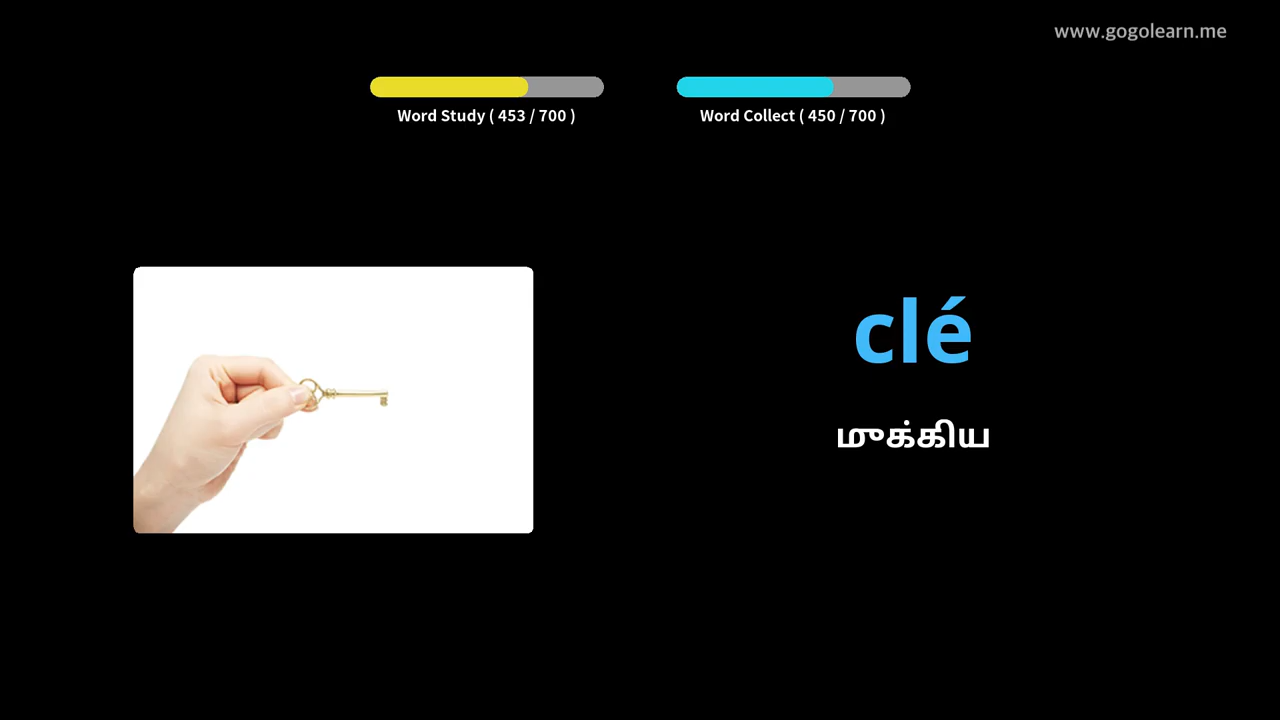 www.gogolearn.me
Word Study ( 453 / 700 )
Word Collect ( 450 / 700 )
clé
முக்கிய